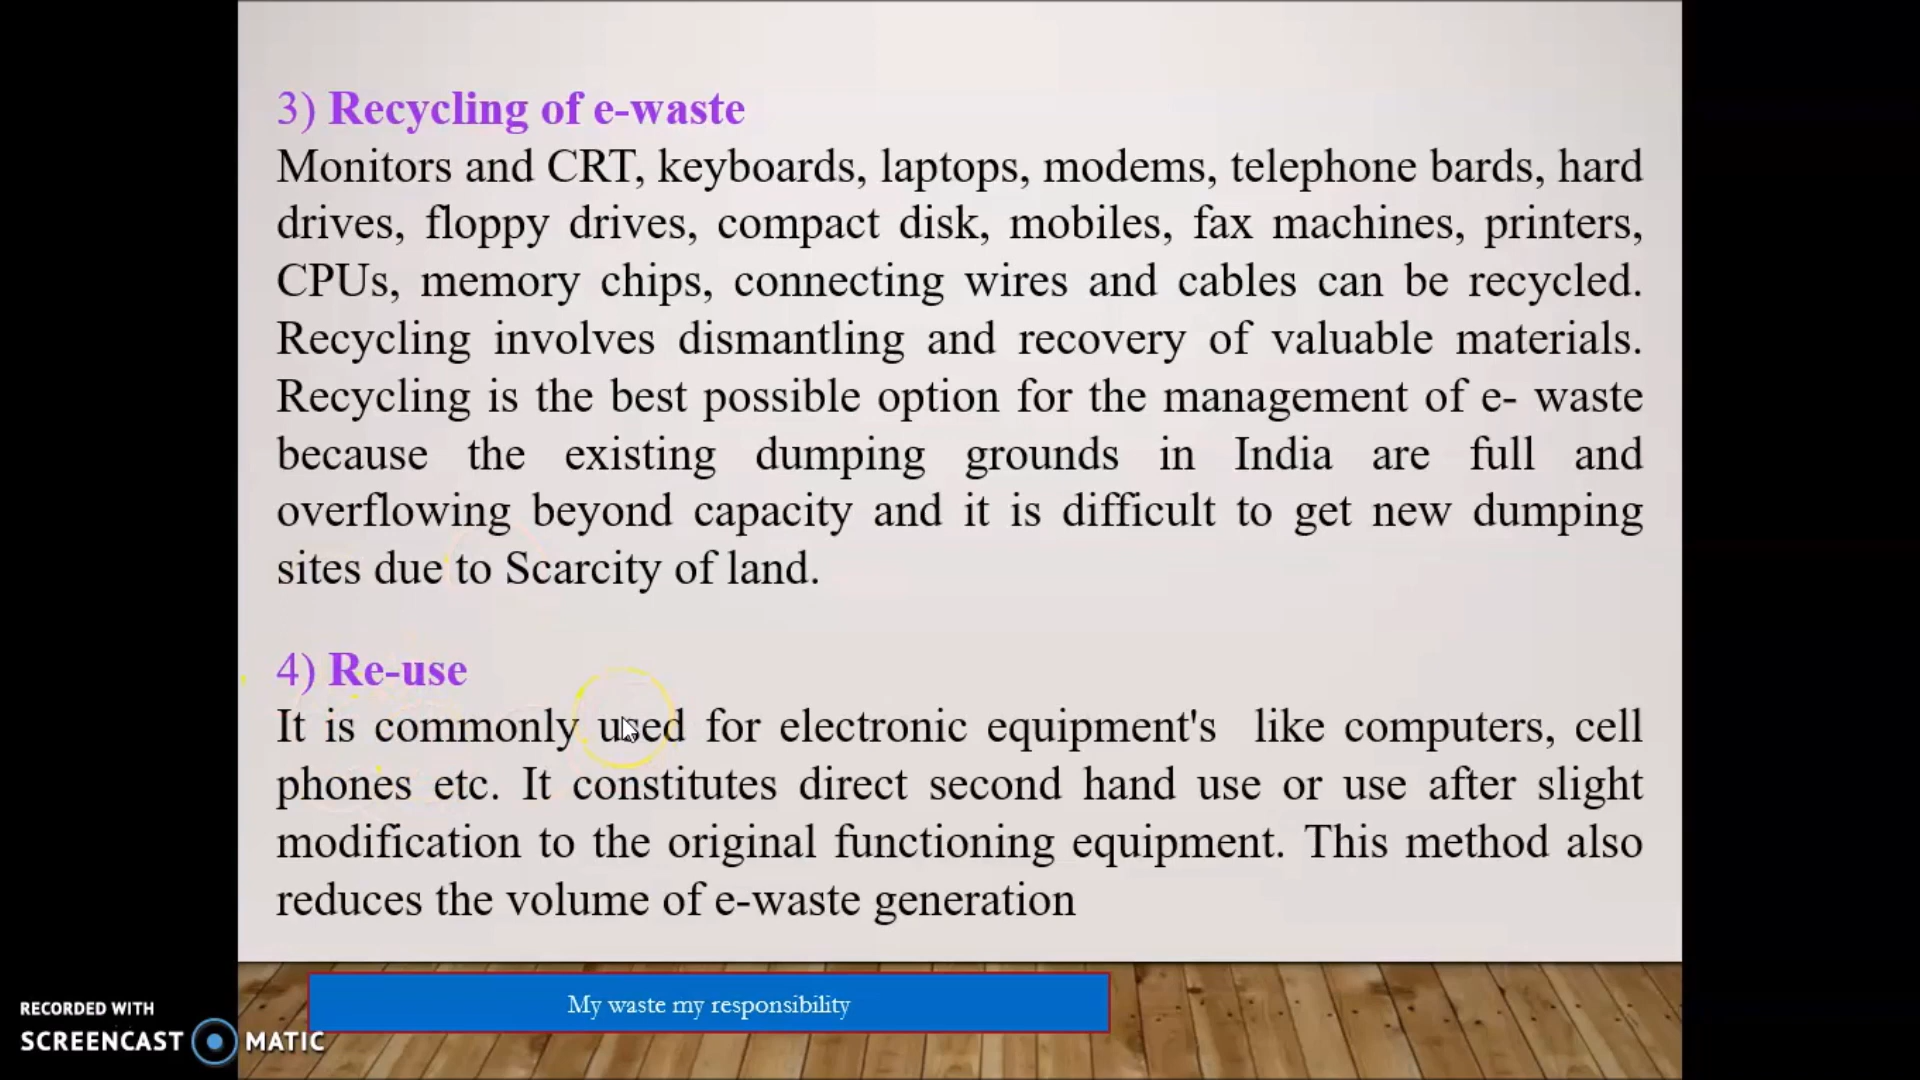 3) Recycling of e-waste
Monitors and CRT, keyboards, laptops, modems, telephone bards, hard
drives, floppy drives, compact disk, mobiles, fax machines, printers,
CPUs, memory chips, connecting wires and cables can be recycled.
Recycling involves dismantling and recovery of valuable materials.
Recycling is the best possible option for the management of e- waste
because the existing dumping grounds in India are full and
overflowing beyond capacity and it is difficult to get new dumping
sites due to Scarcity of land.
4) Re-use
It is commonly used for electronic equipment's like computers, cell
phones etc. It constitutes direct second hand use or use after slight
modification to the original functioning equipment. This method also
reduces the volume of e-waste generation
My waste my responsibility
RECORDED WITH
SCREENCAST MATIC